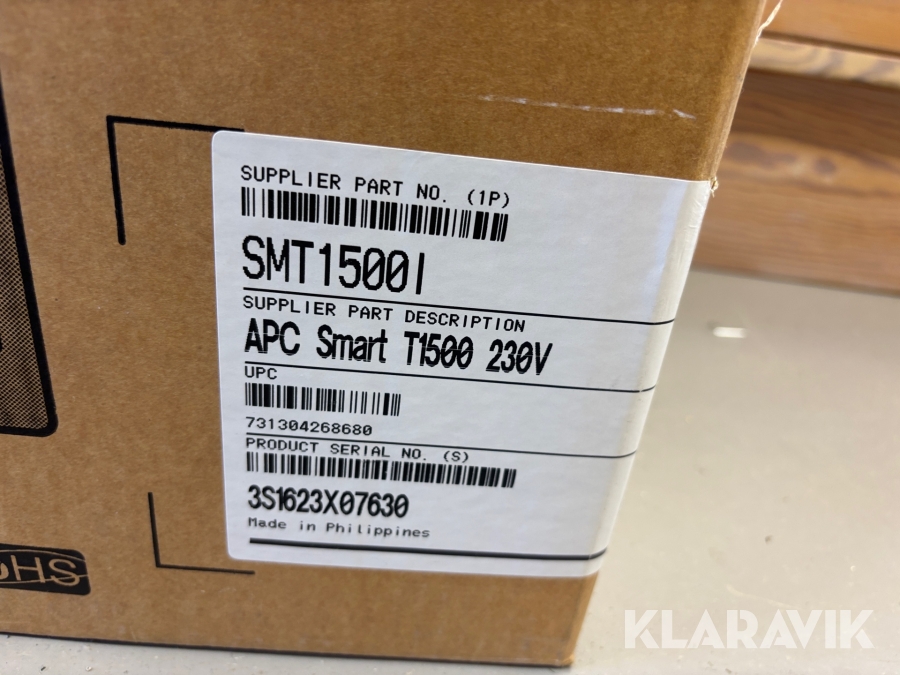 SUPPLIER PART NO. (1P)
SMT1500I
SUPPLIER PART DESCRIPTION
APC Smart T1500 230V
UPC
731304268680
PRODUCT SERIAL NO. (S)
3S1623X07630
Made in Philippines
OHS
KLARAVIK